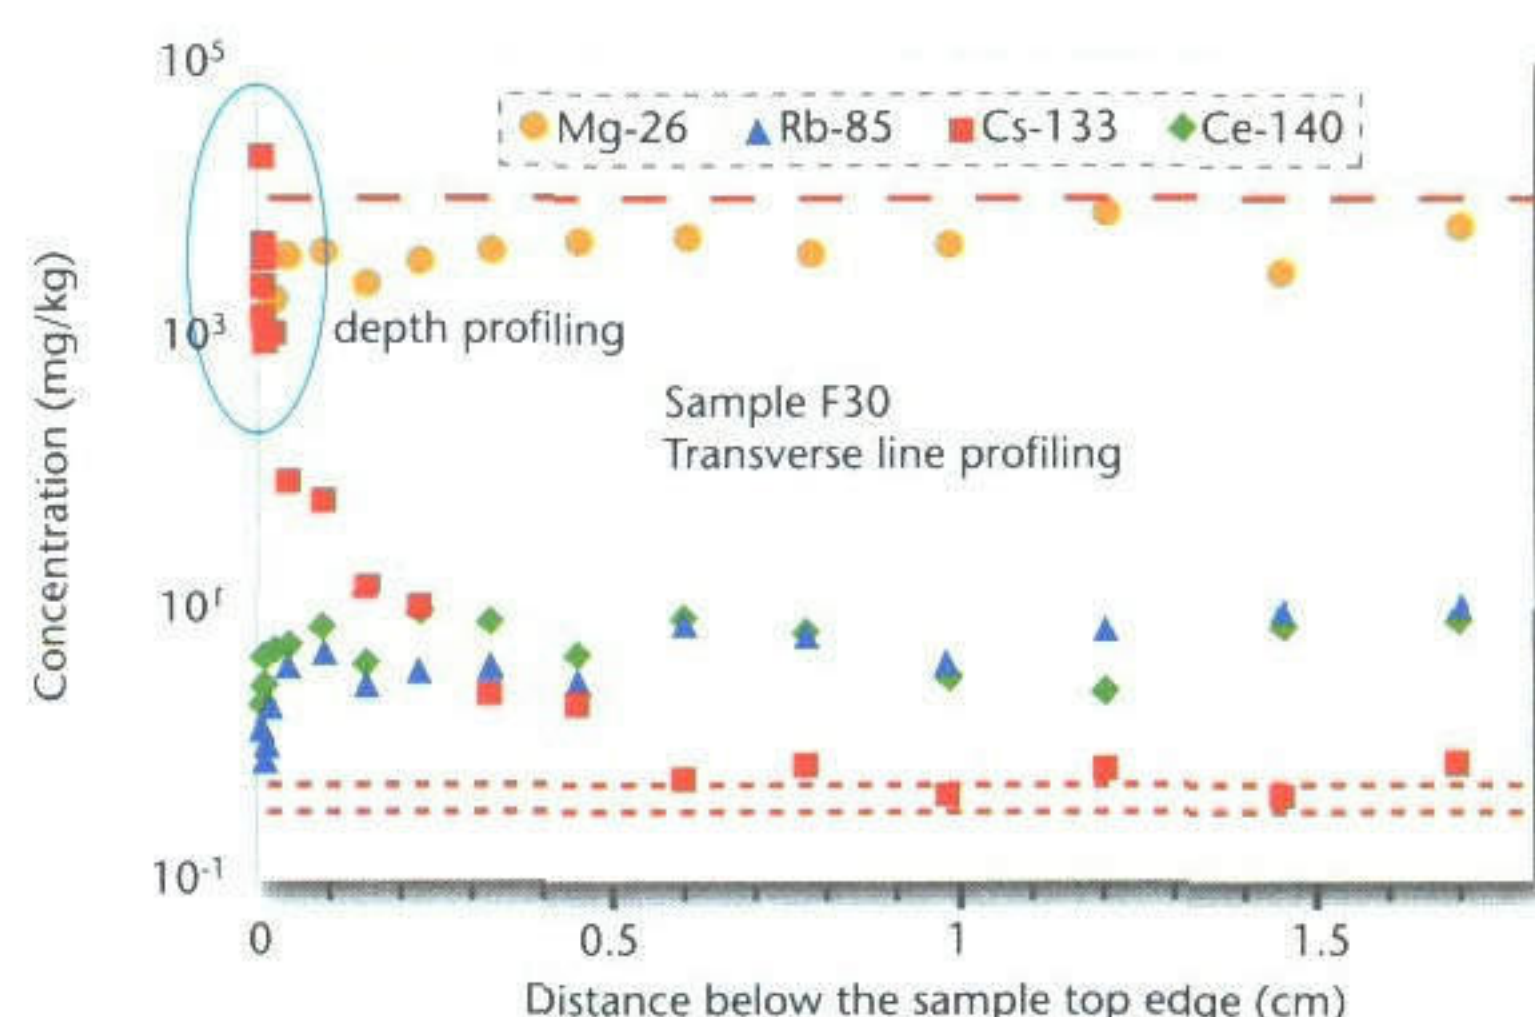 10⁵
Mg-26 Rb-85 Cs-133 Ce-140
10³
depth profiling
Sample F30
Transverse line profiling
Concentration (mg/kg)
10¹
10⁻¹
0 0.5 1 1.5
Distance below the sample top edge (cm)